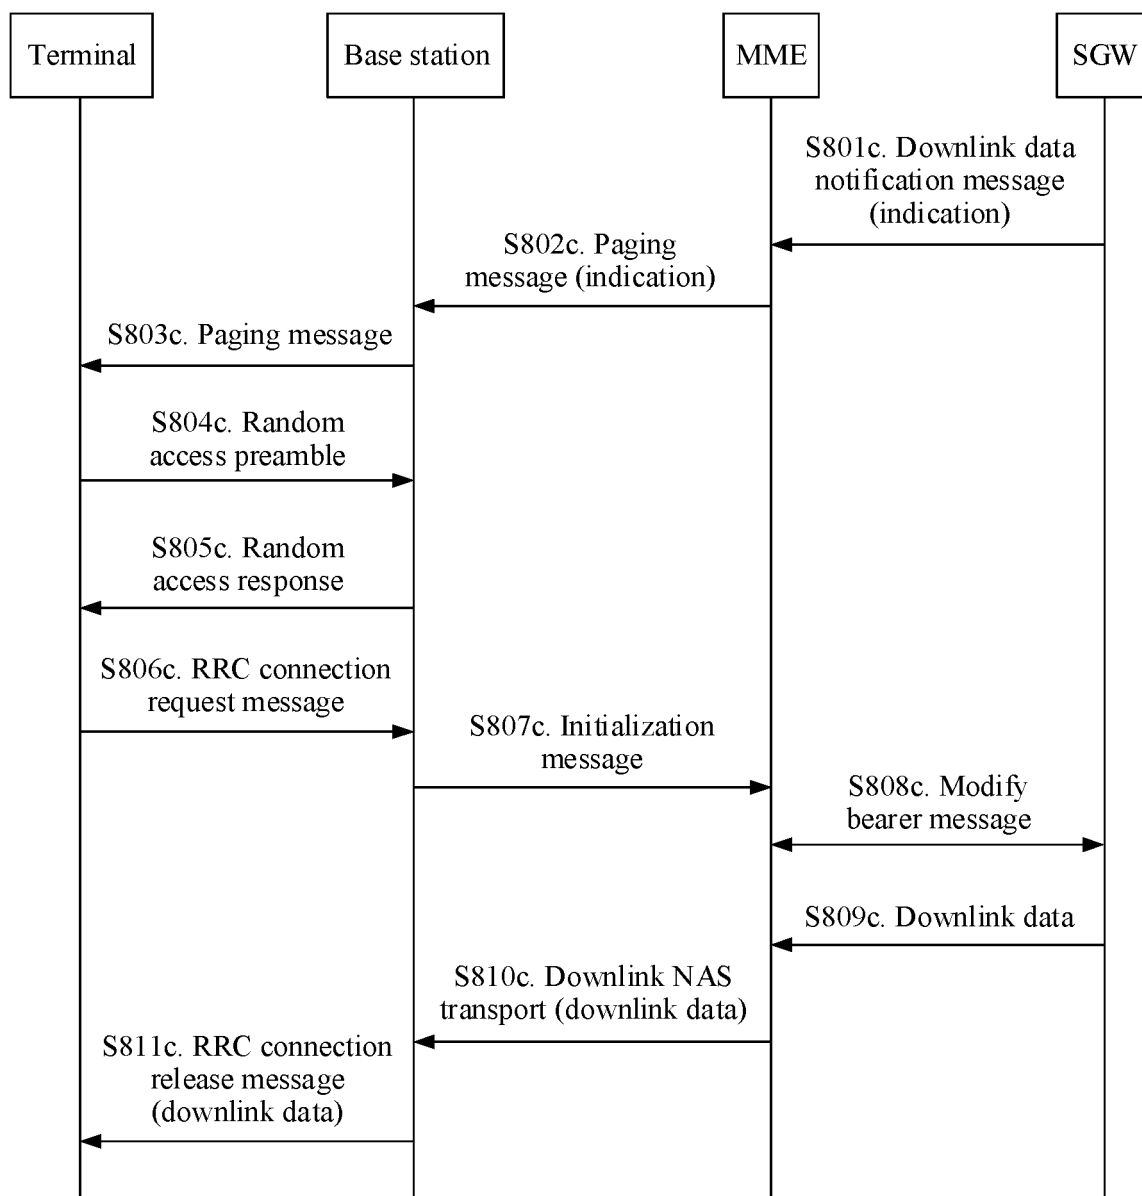 Terminal
Base station
MME
SGW
S801c. Downlink data
notification message
(indication)
S802c. Paging
message (indication)
S803c. Paging message
S804c. Random
access preamble
S805c. Random
access response
S806c. RRC connection
request message
S807c. Initialization
message
S808c. Modify
bearer message
S809c. Downlink data
S810c. Downlink NAS
transport (downlink data)
S811c. RRC connection
release message
(downlink data)